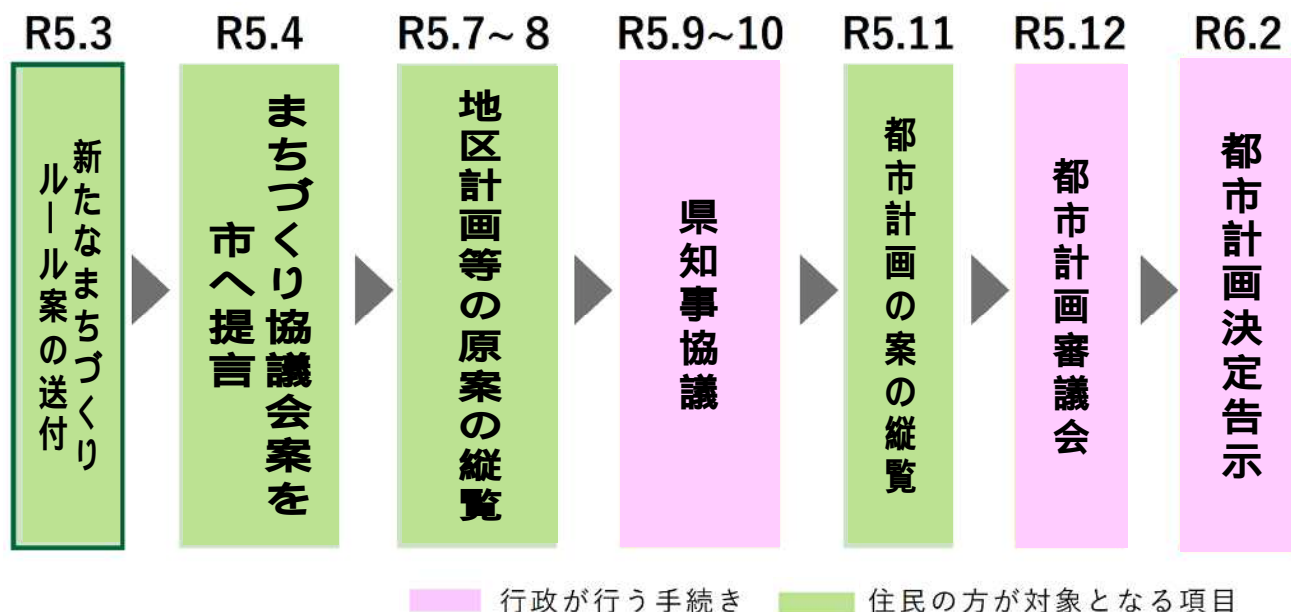 R5.3
新たなまちづくり
ルール案の送付
R5.4
まちづくり協議会案を
市へ提言
R5.7~8
地区計画等の原案の縦覧
R5.9~10
県知事協議
R5.11
都市計画の案の縦覧
R5.12
都市計画審議会
R6.2
都市計画決定告示
行政が行う手続き
住民の方が対象となる項目